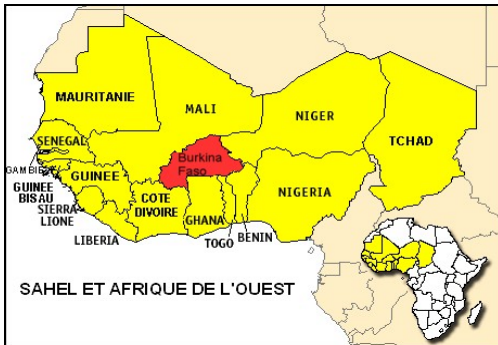 MAURITANIE
MALI
NIGER
TCHAD
SENEGAL
GAMBIE
GUINEE
BISSAU
GUINEE
SIERRA
LIONE
LIBERIA
COTE
DIVOIRE
Burkina
Faso
GHANA
TOGO
BENIN
NIGERIA
SAHEL ET AFRIQUE DE L'OUEST